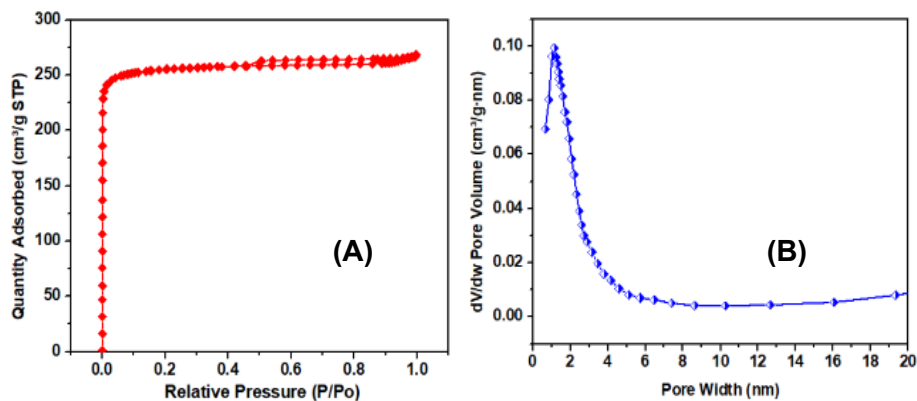 300
250
200
150
100
50
0
Quantity Adsorbed (cm³/g STP)
(A)
0.0 0.2 0.4 0.6 0.8 1.0
Relative Pressure (P/Po)
0.10
0.08
0.06
0.04
0.02
0.00
dV/dw Pore Volume (cm³/g·nm)
(B)
0 2 4 6 8 10 12 14 16 18 20
Pore Width (nm)